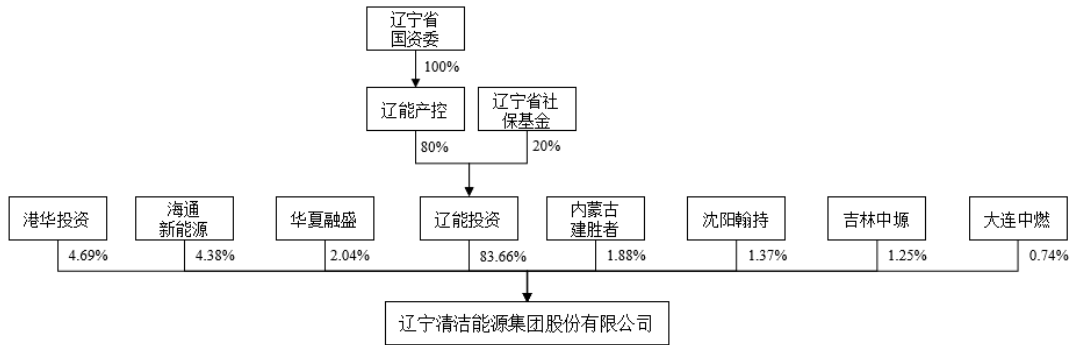 辽宁省
国资委
100%
辽能产控
辽宁省社
保基金
80%
20%
港华投资
海通
新能源
华夏融盛
辽能投资
内蒙古
建胜者
沈阳翰持
吉林中塬
大连中燃
4.69%
4.38%
2.04%
83.66%
1.88%
1.37%
1.25%
0.74%
辽宁清洁能源集团股份有限公司